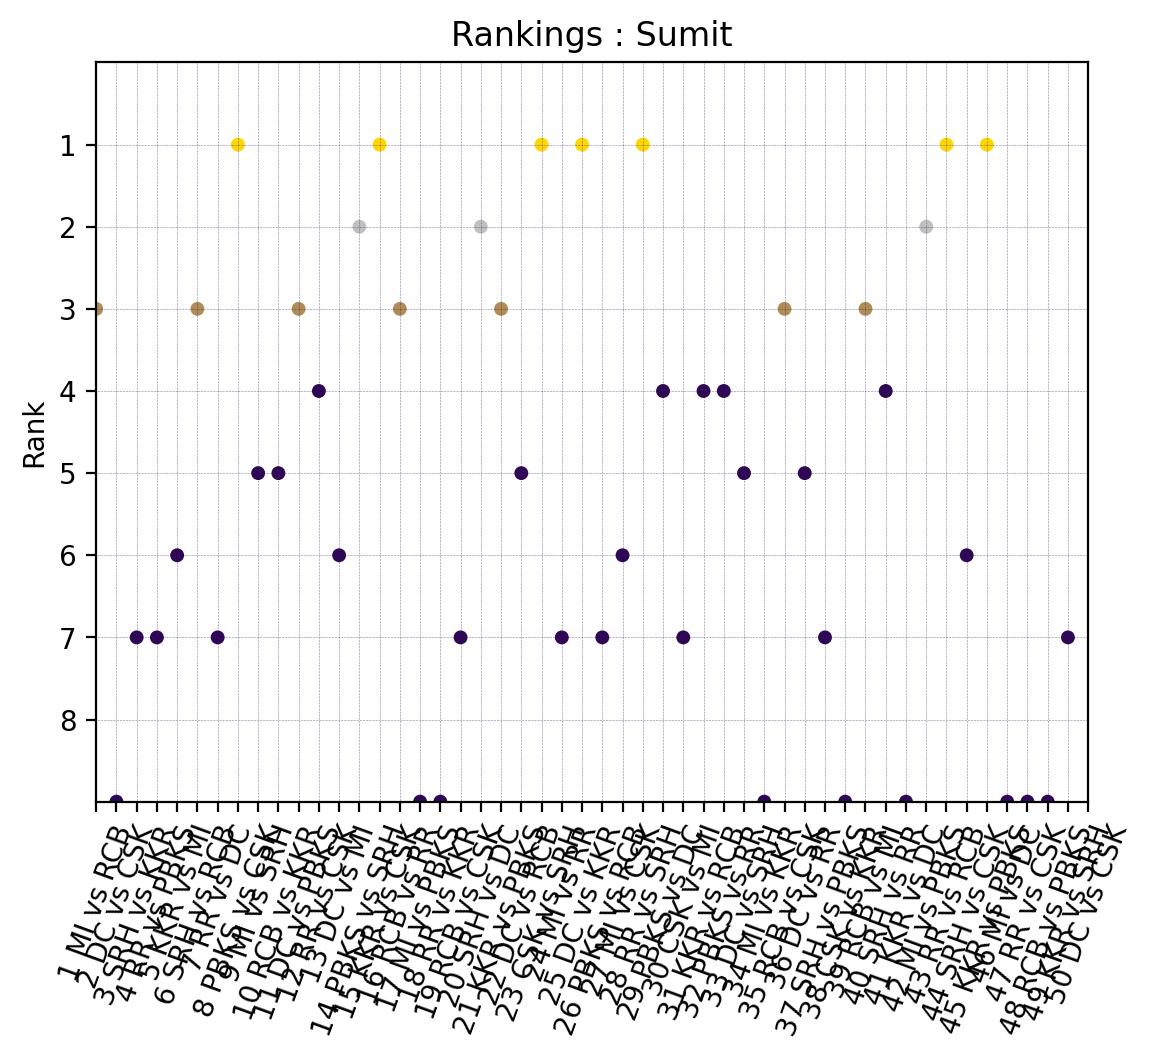 Rankings : Sumit
Rank
1
2
3
4
5
6
7
8
1 MI vs RCB
2 DC vs CSK
3 SRH vs KKR
4 RR vs PBKS
5 KKR vs MI
6 SRH vs RCB
7 RR vs DC
8 PBKS vs CSK
9 MI vs SRH
10 RCB vs KKR
11 DC vs PBKS
12 RR vs CSK
13 DC vs MI
14 PBKS vs SRH
15 KKR vs CSK
16 RCB vs RR
17 MI vs PBKS
18 RR vs KKR
19 RCB vs CSK
20 SRH vs DC
21 KKR vs PBKS
22 DC vs RCB
23 CSK vs SRH
24 MI vs RR
25 DC vs KKR
26 PBKS vs RCB
27 MI vs CSK
28 RR vs SRH
29 PBKS vs DC
30 CSK vs MI
31 KKR vs RCB
32 PBKS vs RR
33 DC vs SRH
34 MI vs KKR
35 RCB vs CSK
36 DC vs RR
37 SRH vs PBKS
38 CSK vs KKR
39 RCB vs MI
40 SRH vs RR
41 KKR vs DC
42 MI vs PBKS
43 RR vs RCB
44 SRH vs CSK
45 KKR vs PBKS
46 MI vs DC
47 RR vs CSK
48 RCB vs PBKS
49 KKR vs SRH
50 DC vs CSK